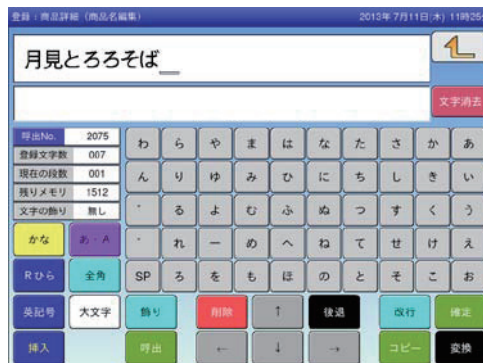 登録：商品詳細（商品名編集） 2013年 7月11日(木) 11時25
月見とろろそば
文字消去
呼出No. 2075
登録文字数 007
現在の段数 001
残りメモリ 1512
文字の飾り 無し
わ ら や ま は な た さ か あ
ん り ゆ み ひ に ち し き い
゛ る よ む ふ ぬ つ す く う
れ ー め へ ね て せ け え
SP ろ を も ほ の と そ こ お
かな あ・A
Rひら 全角
英記号 大文字 飾り 削除 ↑ 後退 改行 確定
挿入 呼出 ← ↓ → コピー 変換